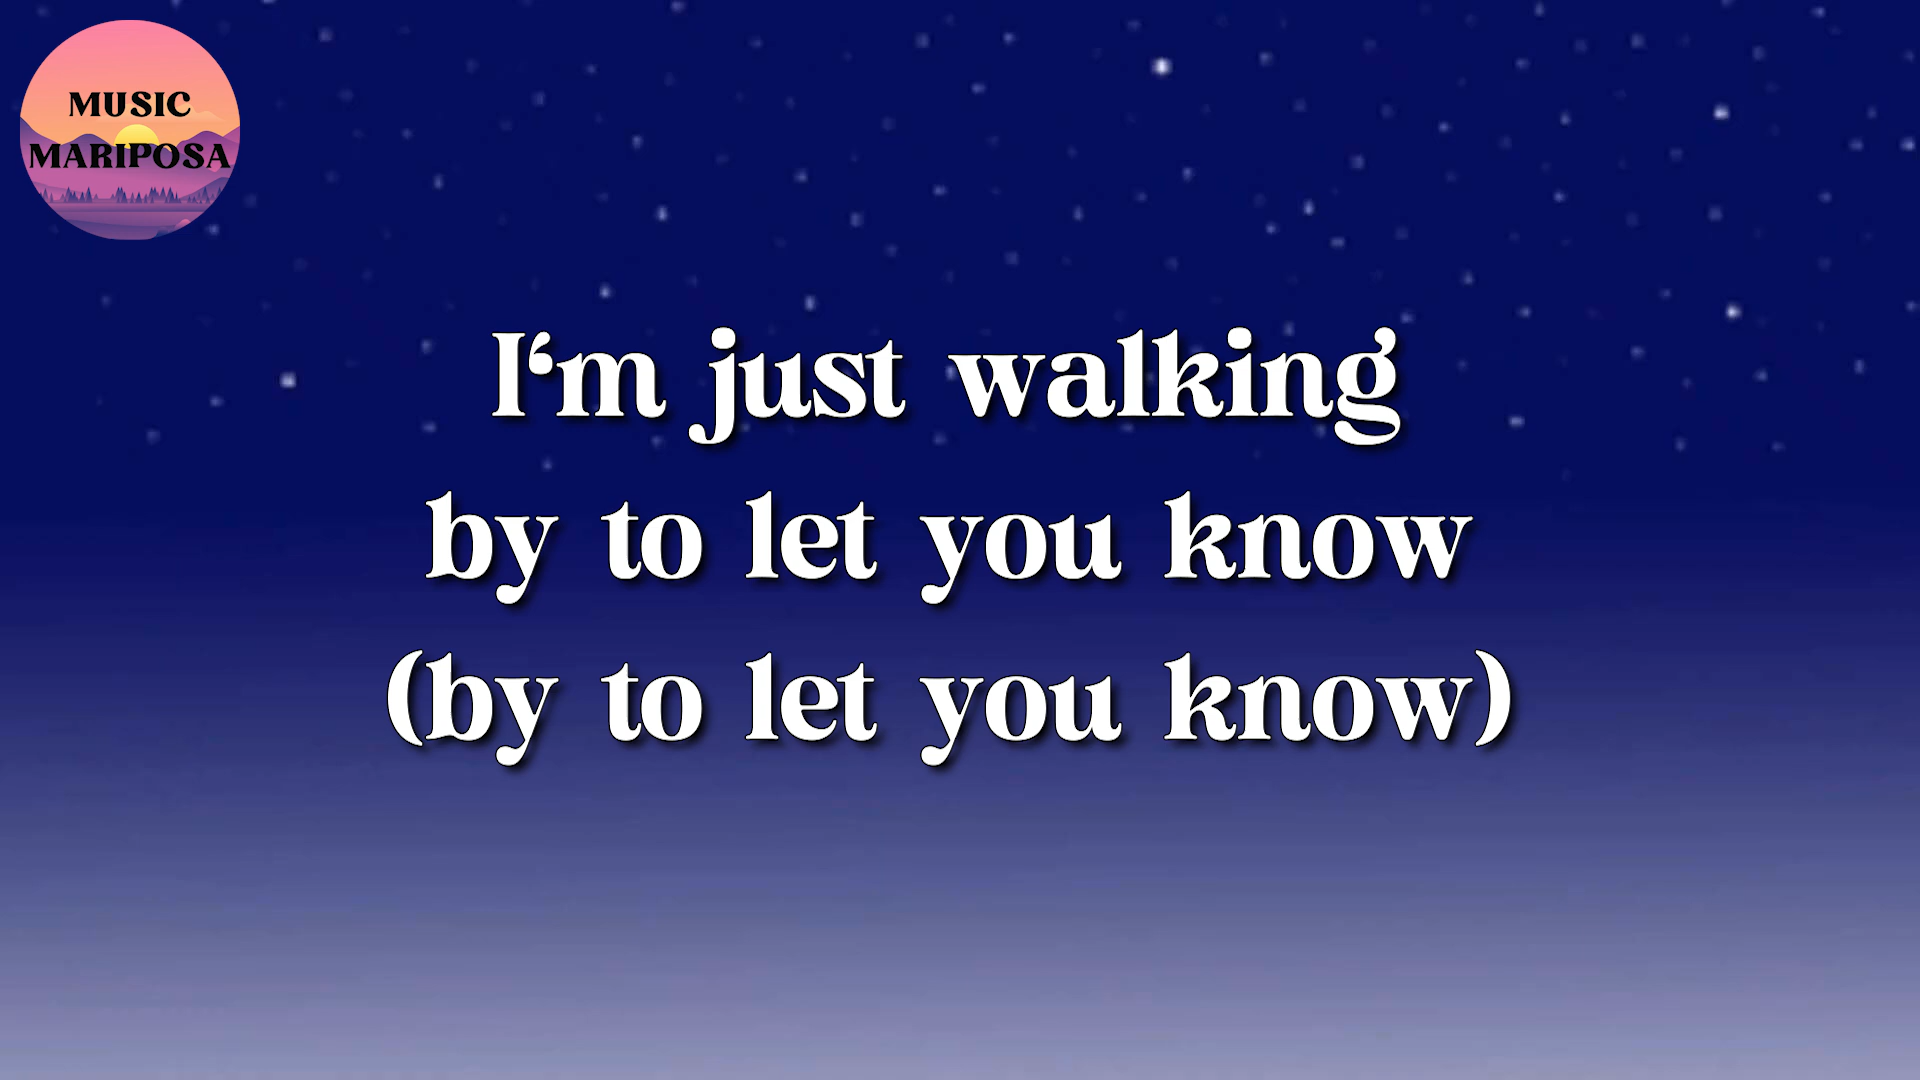 MUSIC
MARIPOSA
I‘m just walking
by to let you know
(by to let you know)